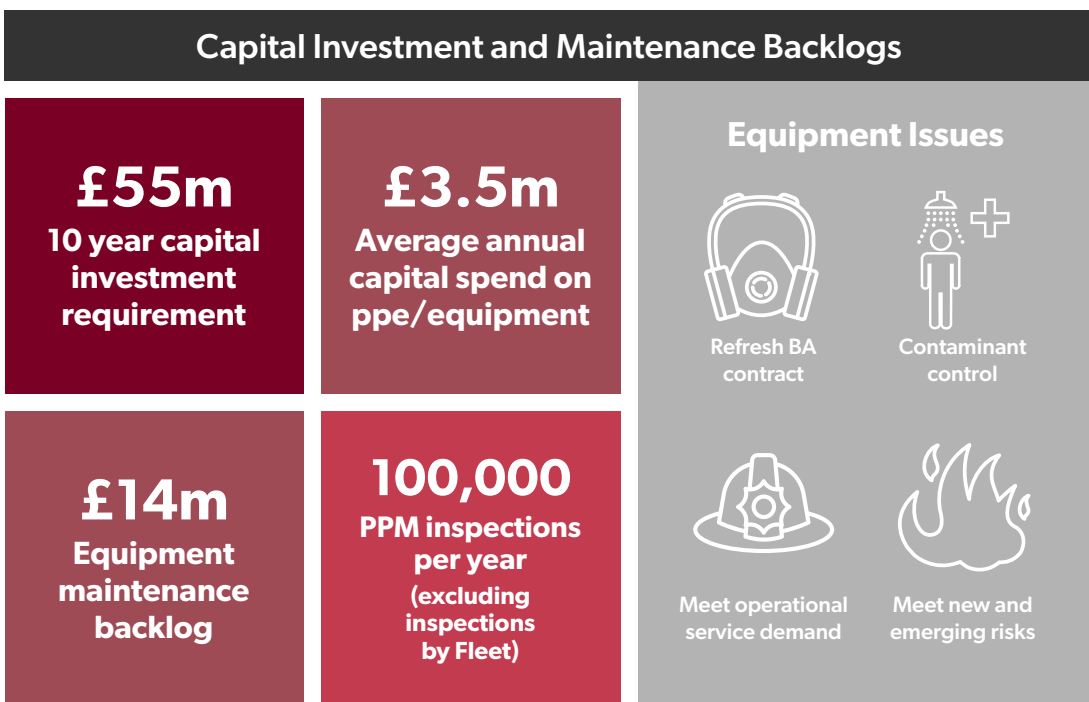 Capital Investment and Maintenance Backlogs
£55m
10 year capital
investment
requirement
£3.5m
Average annual
capital spend on
ppe/equipment
£14m
Equipment
maintenance
backlog
100,000
PPM inspections
per year
(excluding
inspections
by Fleet)
Equipment Issues
Refresh BA
contract
Contaminant
control
Meet operational
service demand
Meet new and
emerging risks